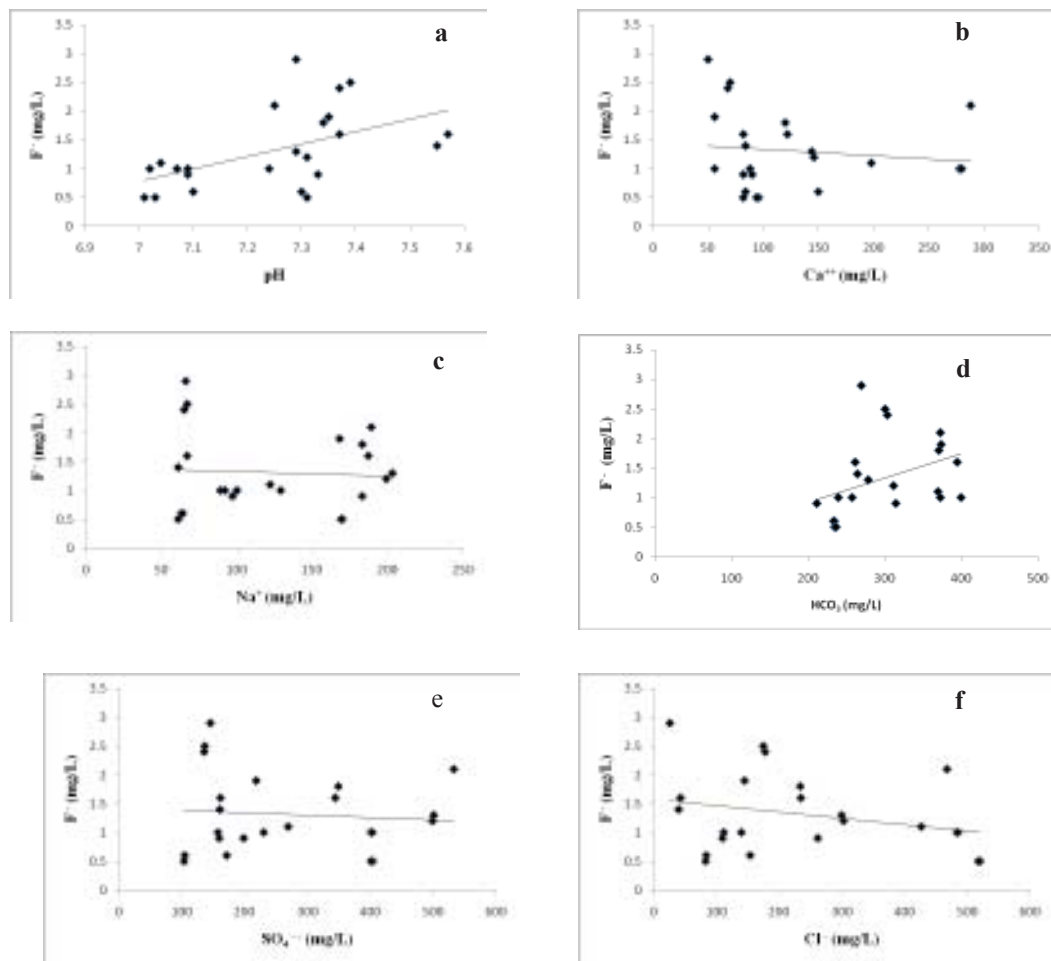 a
F⁻ (mg/L)
3.5
3
2.5
2
1.5
1
0.5
0
6.9 7 7.1 7.2 7.3 7.4 7.5 7.6
pH
b
F⁻ (mg/L)
3.5
3
2.5
2
1.5
1
0.5
0
0 50 100 150 200 250 300 350
Ca⁺⁺ (mg/L)
c
F⁻ (mg/L)
3.5
3
2.5
2
1.5
1
0.5
0
0 50 100 150 200 250
Na⁺ (mg/L)
d
F⁻ (mg/L)
3.5
3
2.5
2
1.5
1
0.5
0
0 100 200 300 400 500
HCO₃ (mg/L)
e
F⁻ (mg/L)
3.5
3
2.5
2
1.5
1
0.5
0
0 100 200 300 400 500 600
SO₄⁻⁻ (mg/L)
f
F⁻ (mg/L)
3.5
3
2.5
2
1.5
1
0.5
0
0 100 200 300 400 500 600
Cl⁻ (mg/L)